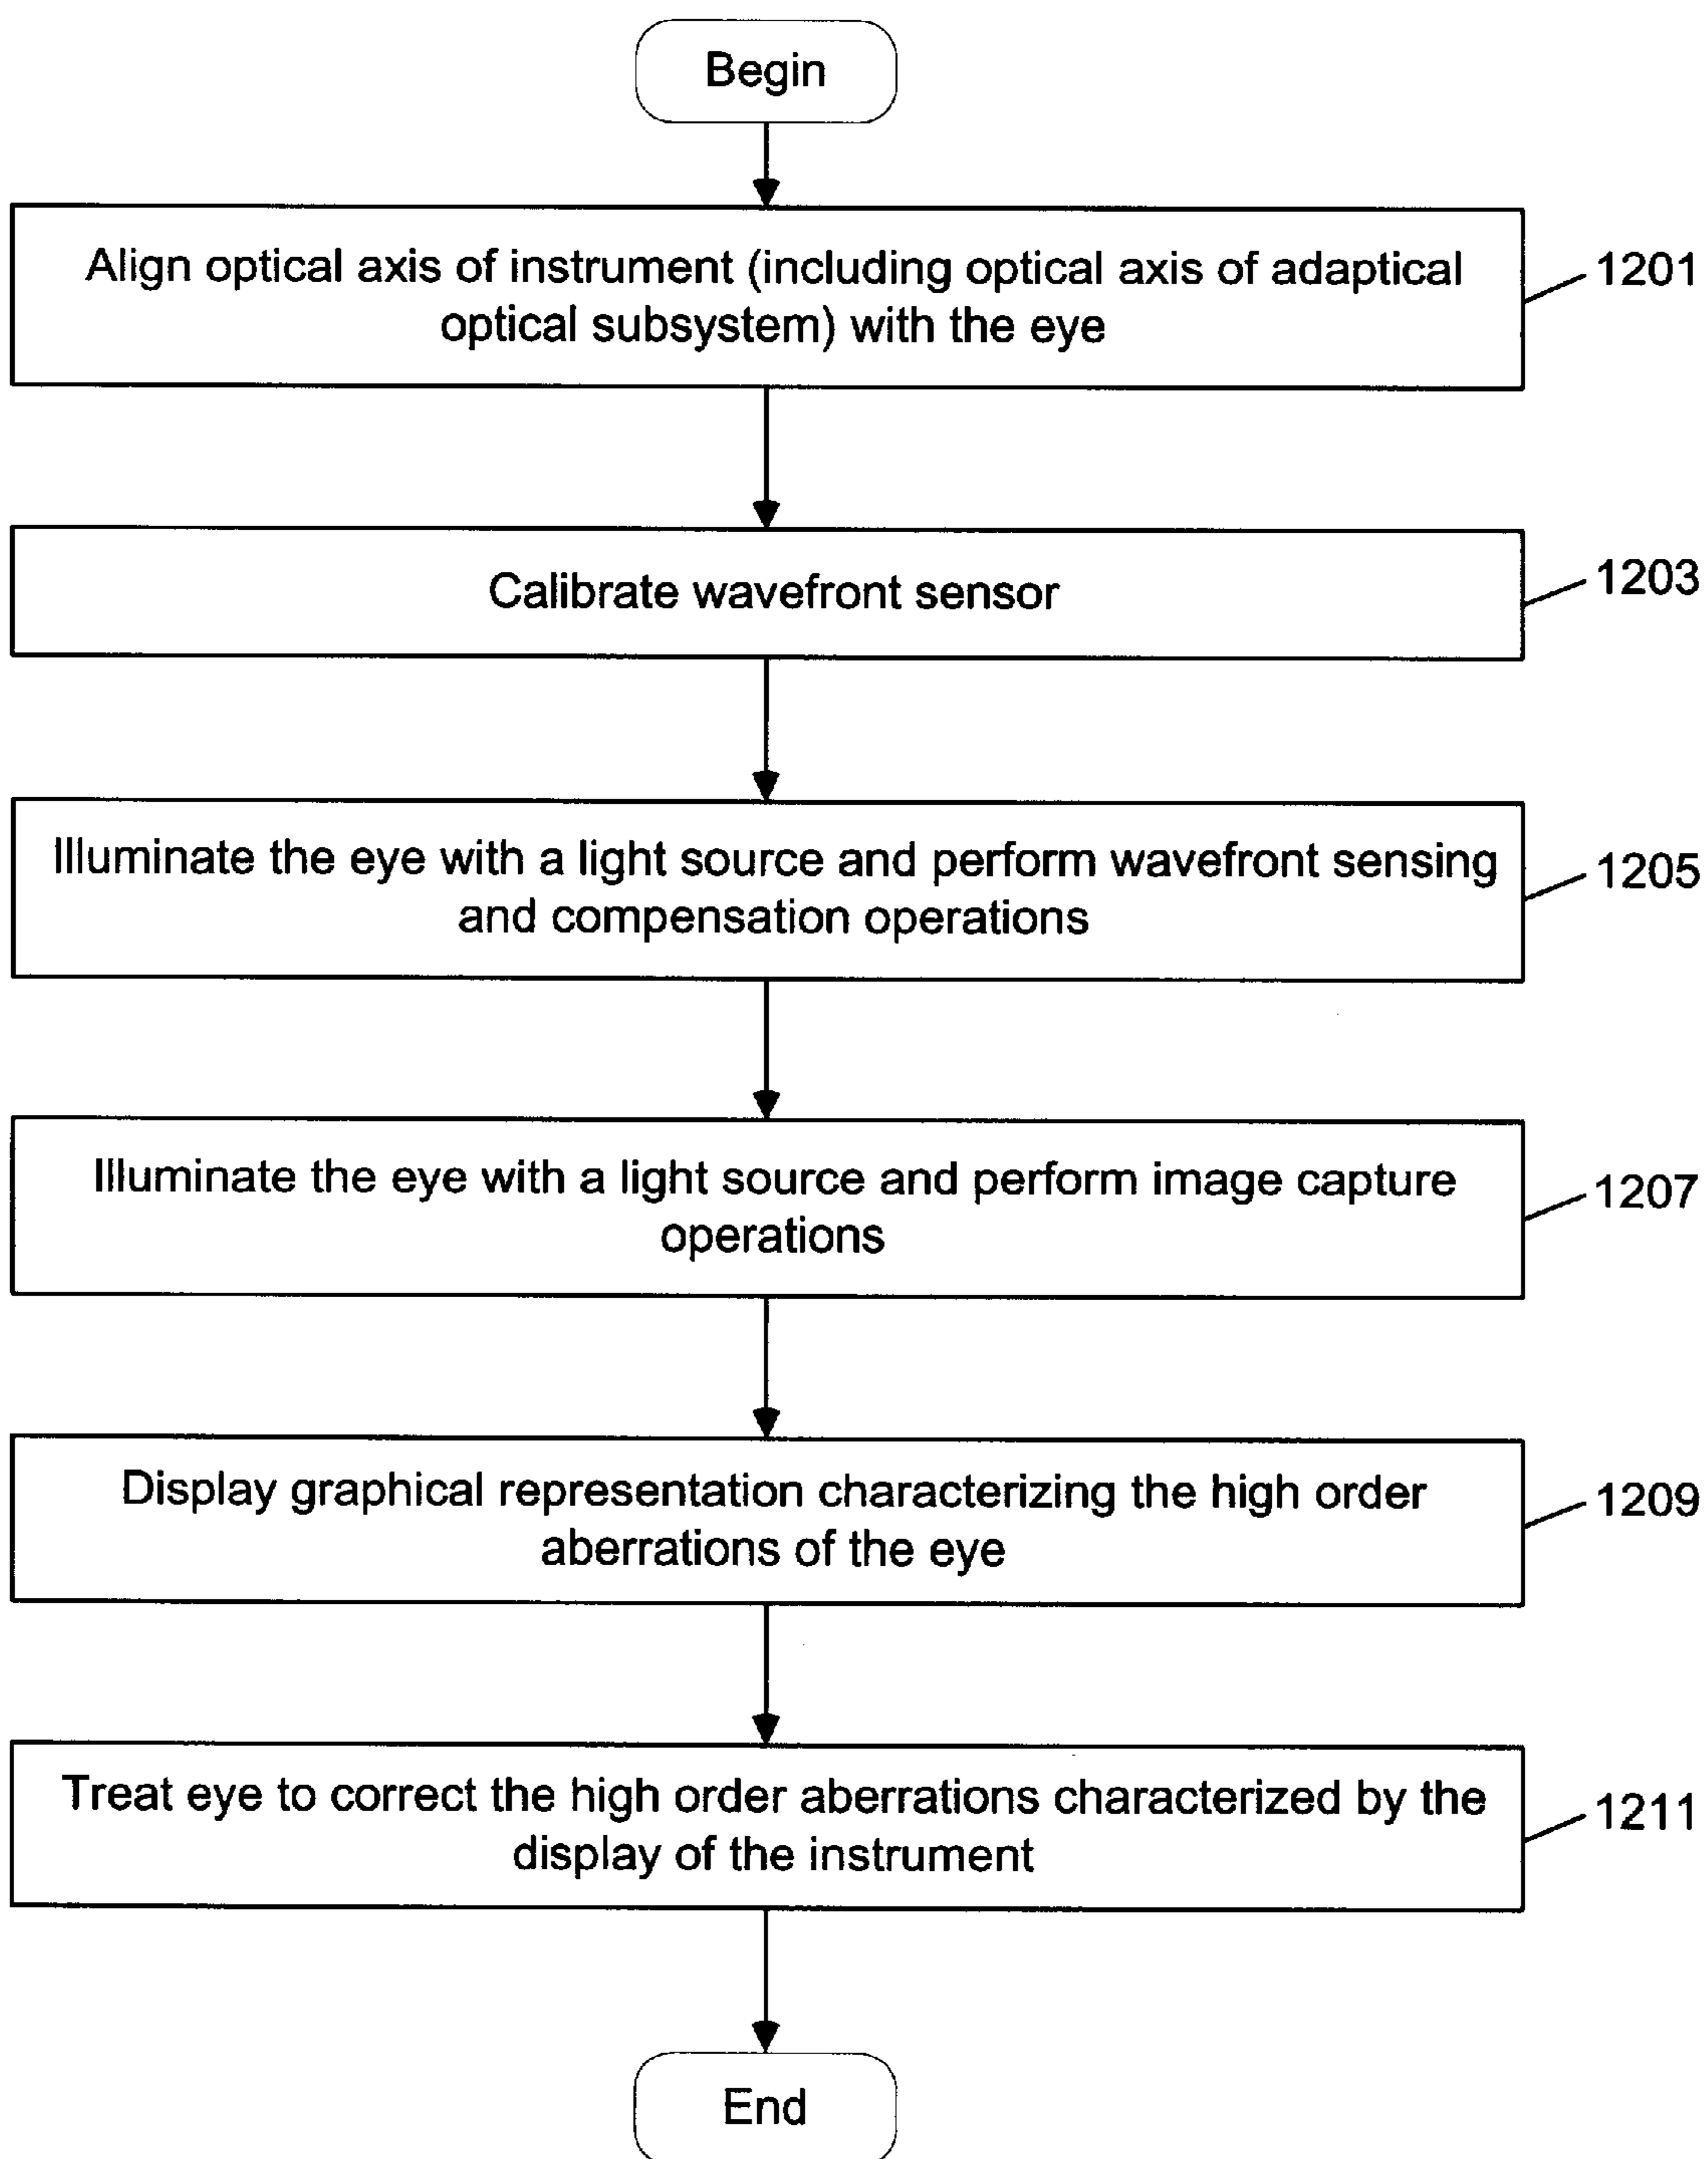 Begin
Align optical axis of instrument (including optical axis of adaptical
optical subsystem) with the eye
1201
Calibrate wavefront sensor
1203
Illuminate the eye with a light source and perform wavefront sensing
and compensation operations
1205
Illuminate the eye with a light source and perform image capture
operations
1207
Display graphical representation characterizing the high order
aberrations of the eye
1209
Treat eye to correct the high order aberrations characterized by the
display of the instrument
1211
End